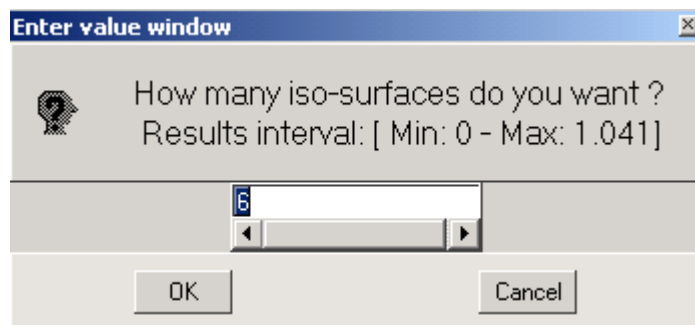 Enter value window
How many iso-surfaces do you want ?
Results interval: [ Min: 0 - Max: 1.041]
6
OK
Cancel